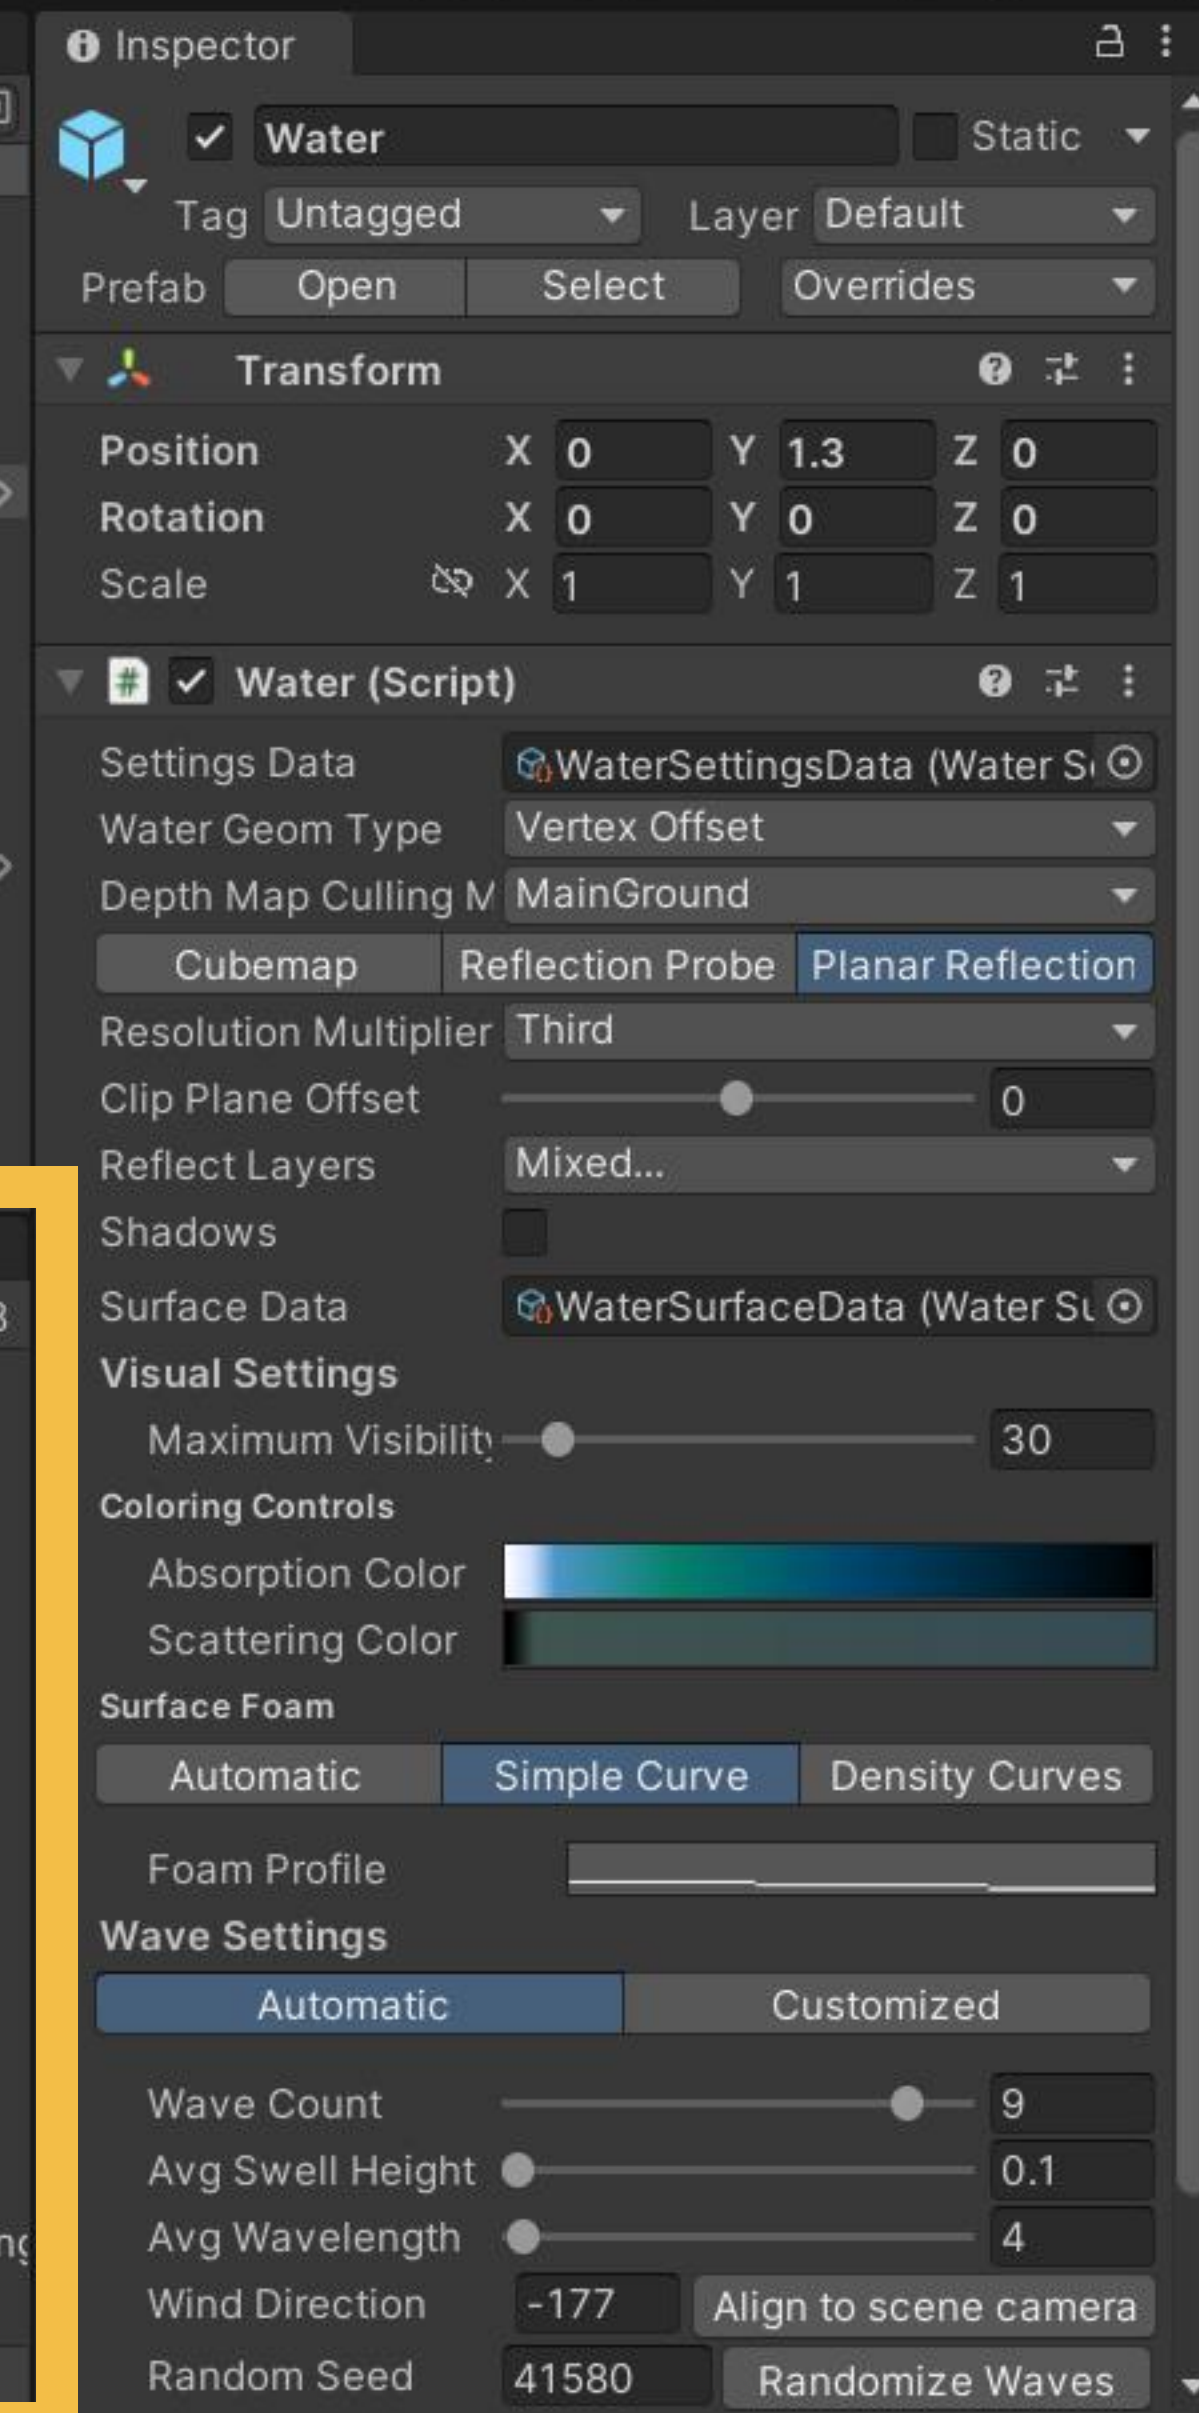 Inspector
Water Static
Tag Untagged Layer Default
Prefab Open Select Overrides
Transform
Position X 0 Y 1.3 Z 0
Rotation X 0 Y 0 Z 0
Scale X 1 Y 1 Z 1
# Water (Script)
Settings Data WaterSettingsData (Water S
Water Geom Type Vertex Offset
Depth Map Culling M MainGround
Cubemap Reflection Probe Planar Reflection
Resolution Multiplier Third
Clip Plane Offset 0
Reflect Layers Mixed...
Shadows
Surface Data WaterSurfaceData (Water Su
Visual Settings
Maximum Visibility 30
Coloring Controls
Absorption Color
Scattering Color
Surface Foam
Automatic Simple Curve Density Curves
Foam Profile
Wave Settings
Automatic Customized
Wave Count 9
Avg Swell Height 0.1
Avg Wavelength 4
Wind Direction -177 Align to scene camera
Random Seed 41580 Randomize Waves